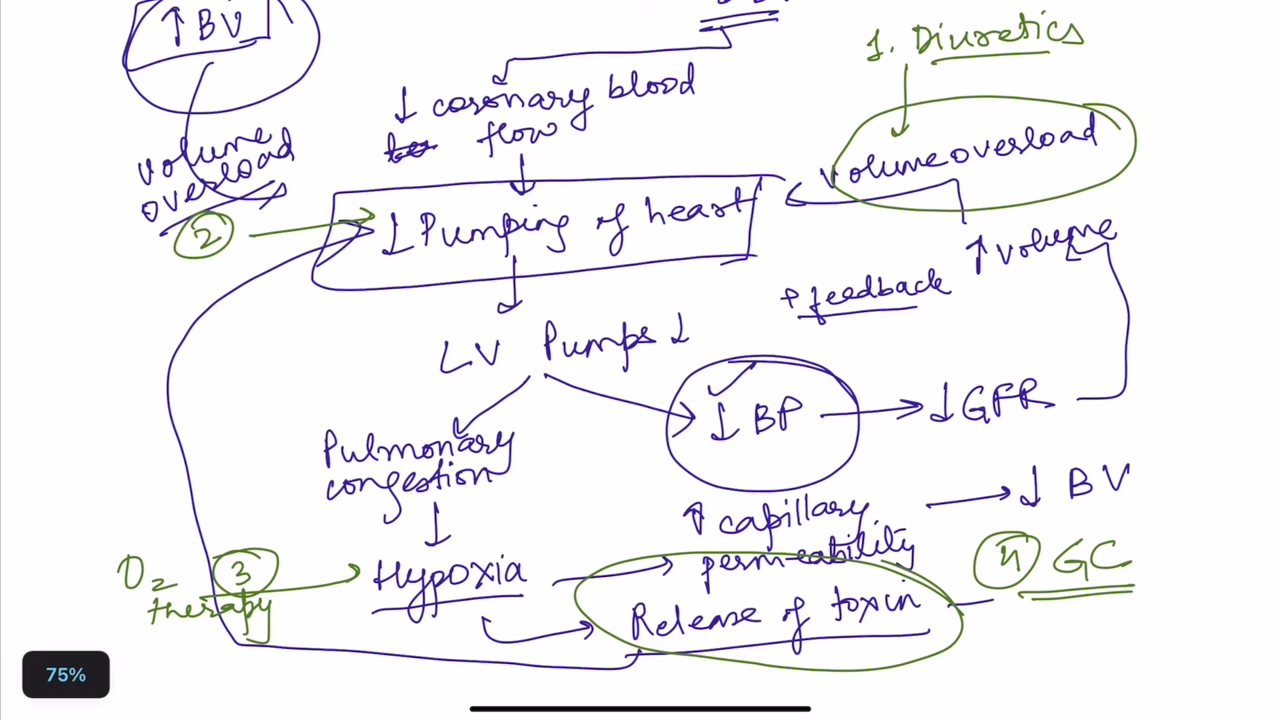 ↑ BV
1. Diuretics
↓ coronary blood
flow
volume
overload
volume overload
2
↓ Pumping of heart
↑ volume
+ feedback
LV Pumps ↓
↓ BP
↓ GFR
Pulmonary
congestion
↑ capillary
permeability
↓ BV
O2
therapy
3
Hypoxia
4 GC
Release of toxin
75%